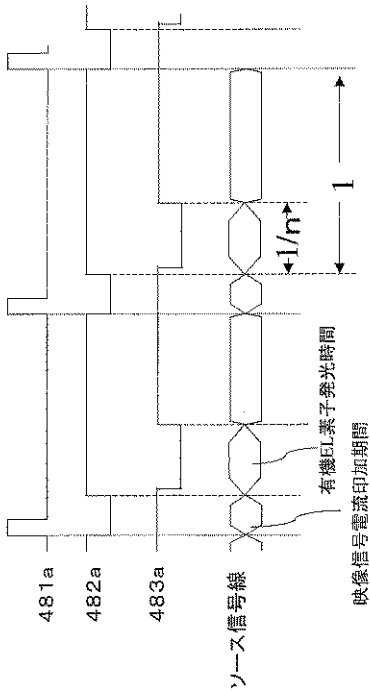 481a
482a
483a
ソース信号線
1/n
1
有機EL素子発光時間
映像信号電流印加期間